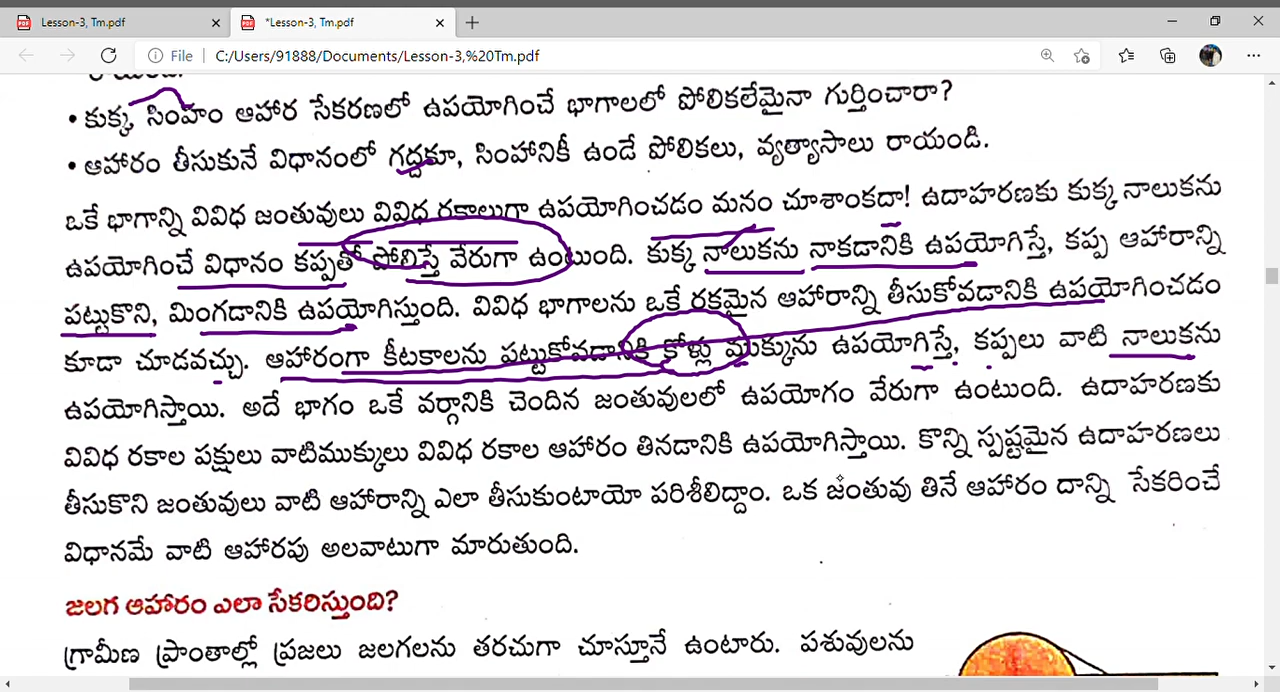 Lesson-3, Tm.pdf
*Lesson-3, Tm.pdf
File C:/Users/91888/Documents/Lesson-3,%20Tm.pdf
• కుక్క సింహం ఆహార సేకరణలో ఉపయోగించే భాగాలలో పోలికలేమైనా గుర్తించారా?
• ఆహారం తీసుకునే విధానంలో గద్దకూ, సింహానికీ ఉండే పోలికలు, వ్యత్యాసాలు రాయండి.
ఒకే భాగాన్ని వివిధ జంతువులు వివిధ రకాలుగా ఉపయోగించడం మనం చూశాంకదా! ఉదాహరణకు కుక్క నాలుకను
ఉపయోగించే విధానం కప్పతో పోలిస్తే వేరుగా ఉంటుంది. కుక్క నాలుకను నాకడానికి ఉపయోగిస్తే, కప్ప ఆహారాన్ని
పట్టుకొని, మింగడానికి ఉపయోగిస్తుంది. వివిధ భాగాలను ఒకే రకమైన ఆహారాన్ని తీసుకోవడానికి ఉపయోగించడం
కూడా చూడవచ్చు. ఆహారంగా కీటకాలను పట్టుకోవడానికి కోళ్లు ముక్కును ఉపయోగిస్తే, కప్పలు వాటి నాలుకను
ఉపయోగిస్తాయి. అదే భాగం ఒకే వర్గానికి చెందిన జంతువులలో ఉపయోగం వేరుగా ఉంటుంది. ఉదాహరణకు
వివిధ రకాల పక్షులు వాటిముక్కులు వివిధ రకాల ఆహారం తినడానికి ఉపయోగిస్తాయి. కొన్ని స్పష్టమైన ఉదాహరణలు
తీసుకొని జంతువులు వాటి ఆహారాన్ని ఎలా తీసుకుంటాయో పరిశీలిద్దాం. ఒక జంతువు తినే ఆహారం దాన్ని సేకరించే
విధానమే వాటి ఆహారపు అలవాటుగా మారుతుంది.
జలగ ఆహారం ఎలా సేకరిస్తుంది?
గ్రామీణ ప్రాంతాల్లో ప్రజలు జలగలను తరచుగా చూస్తూనే ఉంటారు. పశువులను